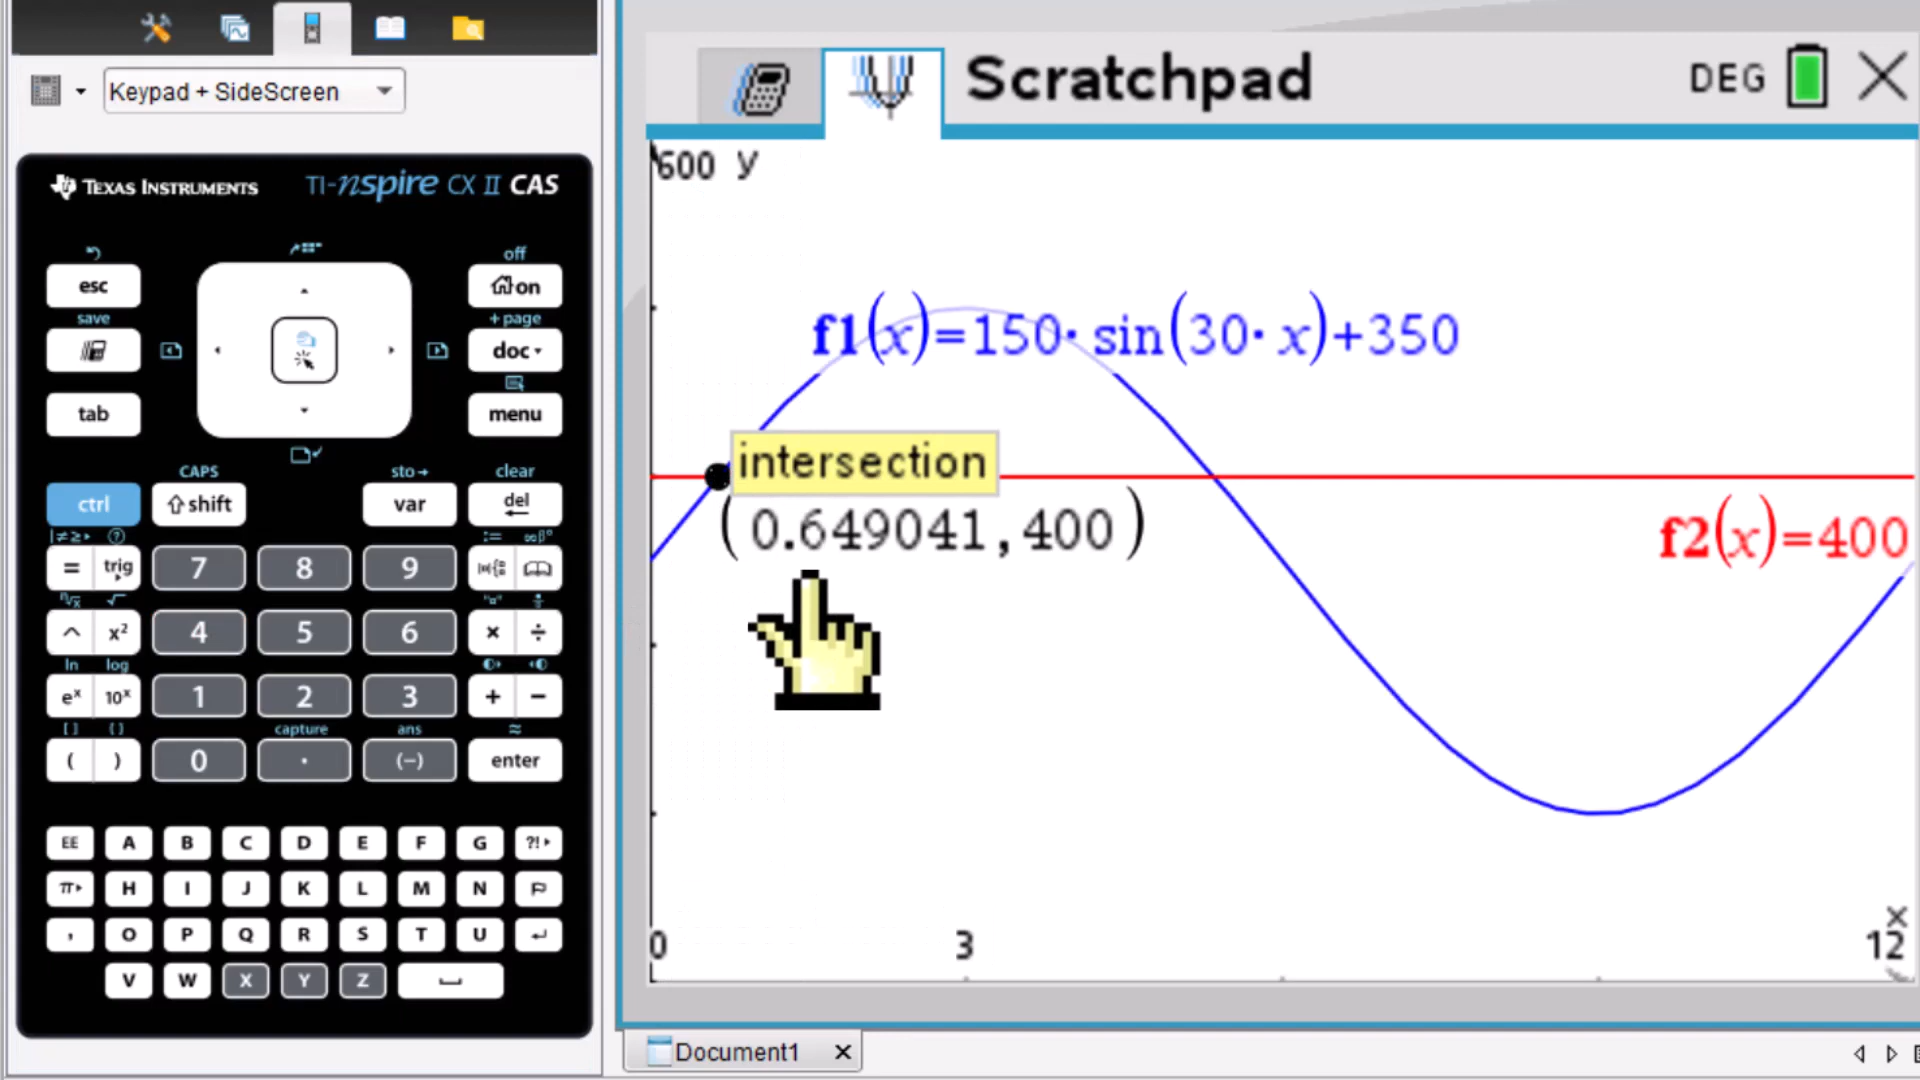 Keypad + SideScreen
TEXAS INSTRUMENTS TI-nspire CX II CAS
off
esc on
save + page
doc
tab menu
CAPS sto→ clear
ctrl shift var del
|≠≥▸ ? := ∞β°
= trig 7 8 9
ⁿ√x √ "∝"
^ x² 4 5 6 × ÷
ln log
eˣ 10ˣ 1 2 3 + −
[ ] { } capture ans ≈
( ) 0 . (−) enter
EE A B C D E F G ?!▸
π▸ H I J K L M N
, O P Q R S T U
V W X Y Z
Scratchpad DEG
600 y
f1(x)=150· sin(30· x)+350
intersection
(0.649041,400)
f2(x)=400
x
0 3 12
Document1